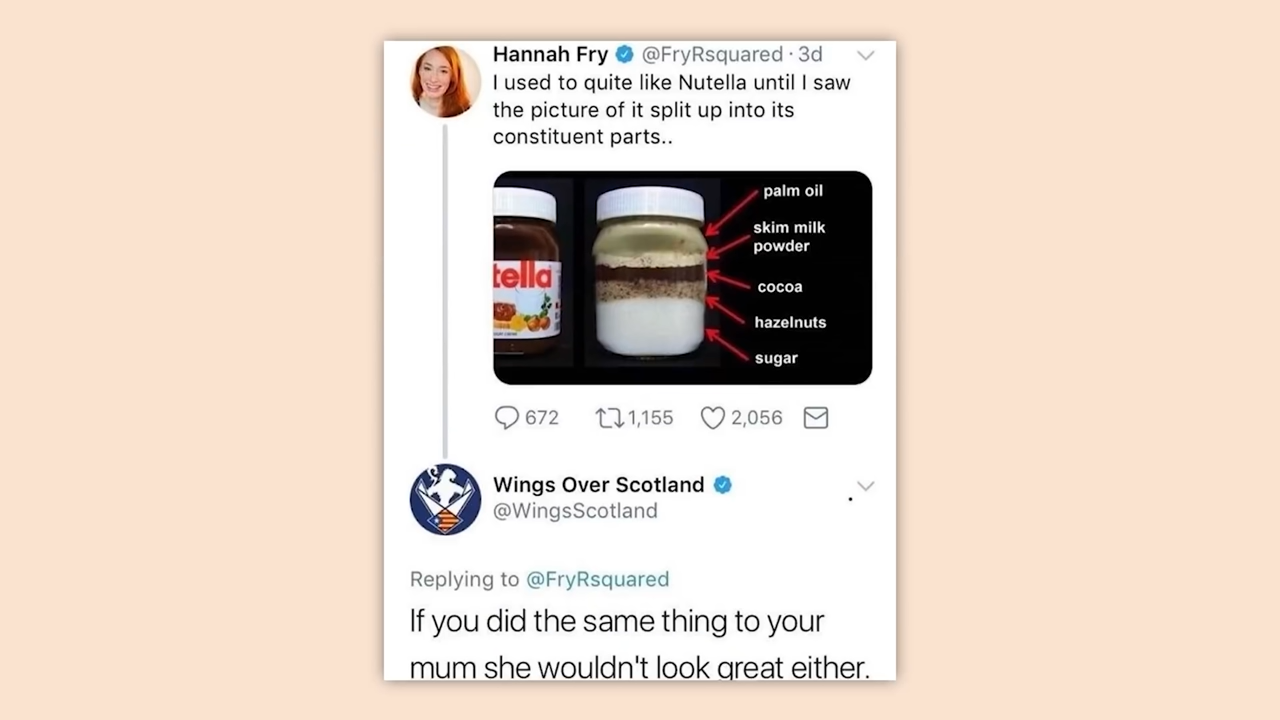 Hannah Fry @FryRsquared · 3d
I used to quite like Nutella until I saw
the picture of it split up into its
constituent parts..
tella
palm oil
skim milk
powder
cocoa
hazelnuts
sugar
672 1,155 2,056
Wings Over Scotland
@WingsScotland
Replying to @FryRsquared
If you did the same thing to your
mum she wouldn't look great either.